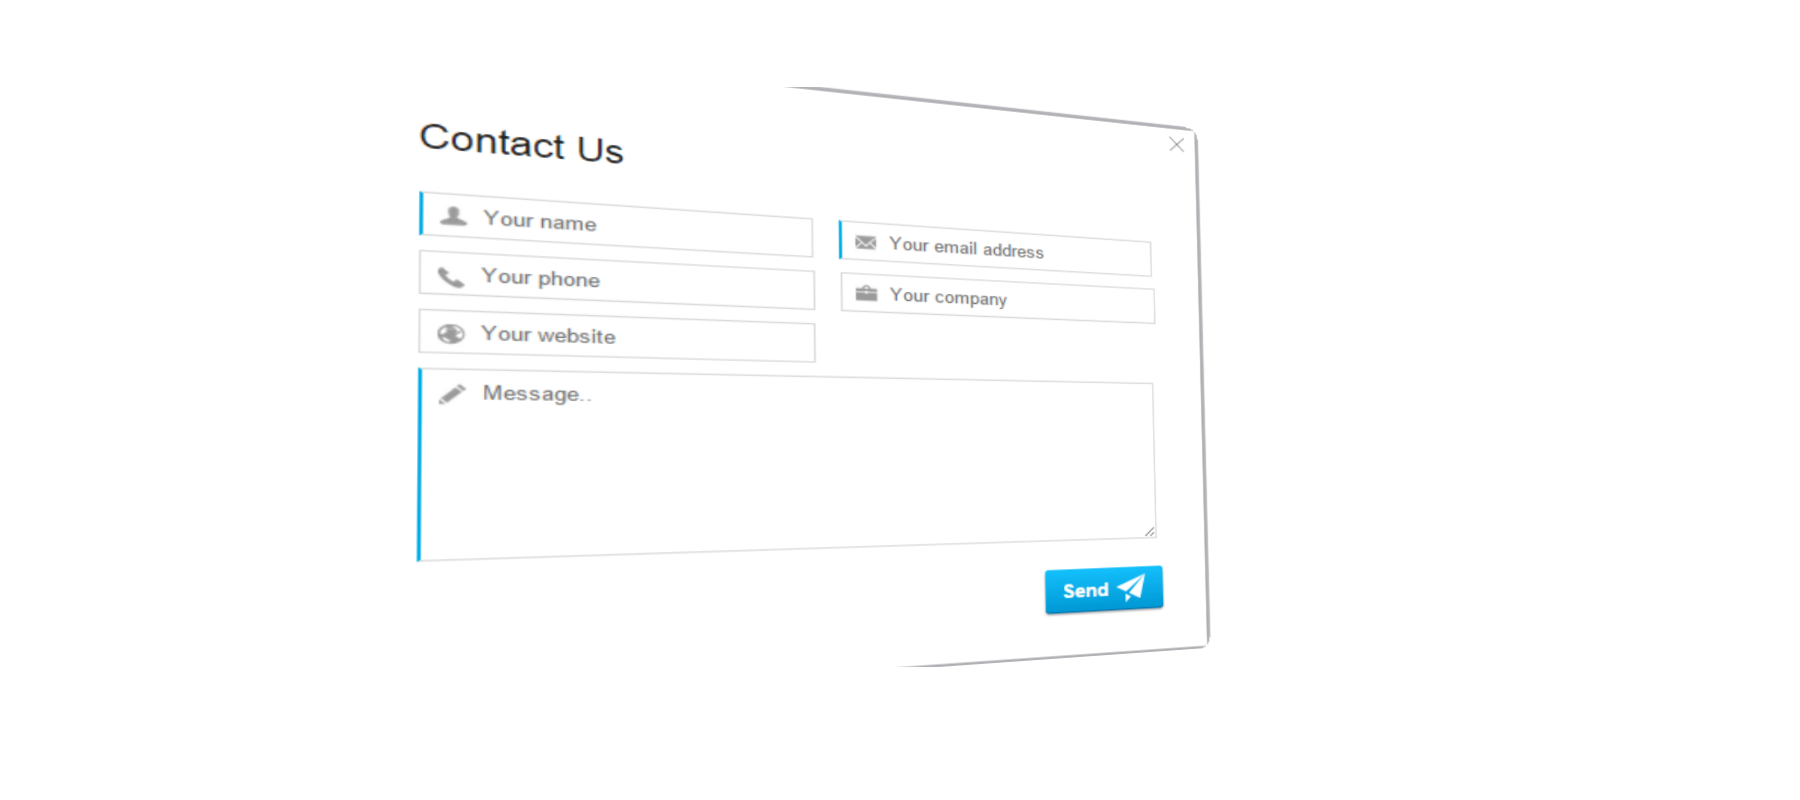 Contact Us
Your name
Your email address
Your phone
Your company
Your website
Message..
Send